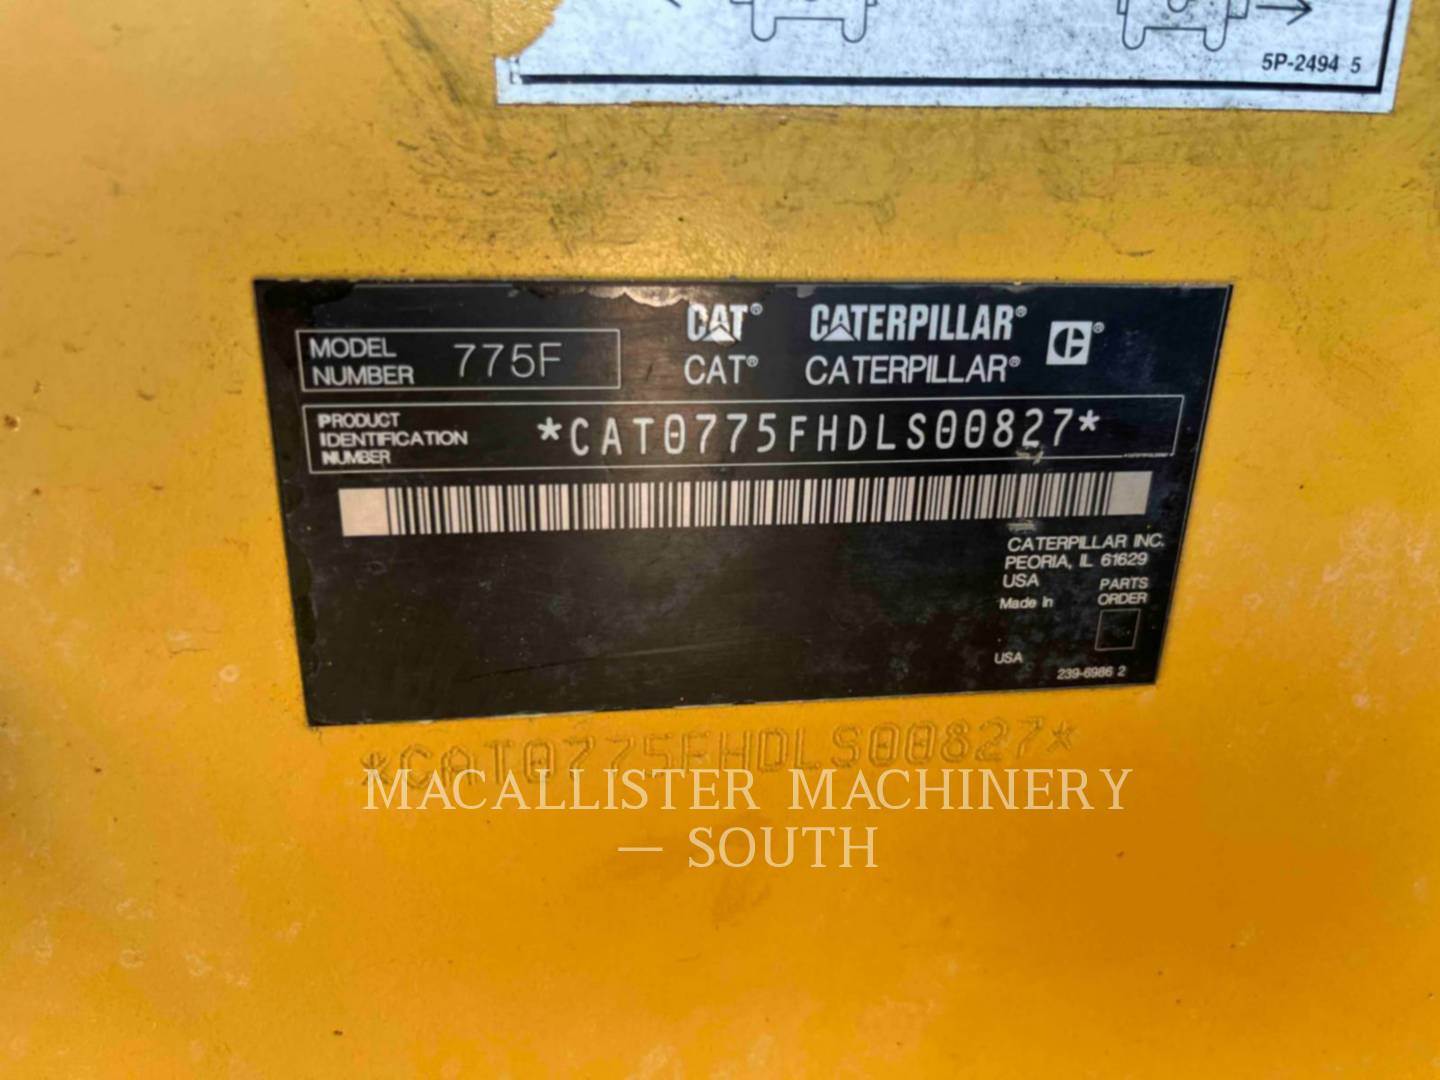 5P-2494 5
CAT® CATERPILLAR®
CAT® CATERPILLAR®
MODEL NUMBER 775F
PRODUCT IDENTIFICATION NUMBER *CAT0775FHDLS00827*
CATERPILLAR INC.
PEORIA, IL 61629
USA
PARTS ORDER
Made in
USA
239-6986 2
*CAT0775FHDLS00827*
MACALLISTER MACHINERY
— SOUTH